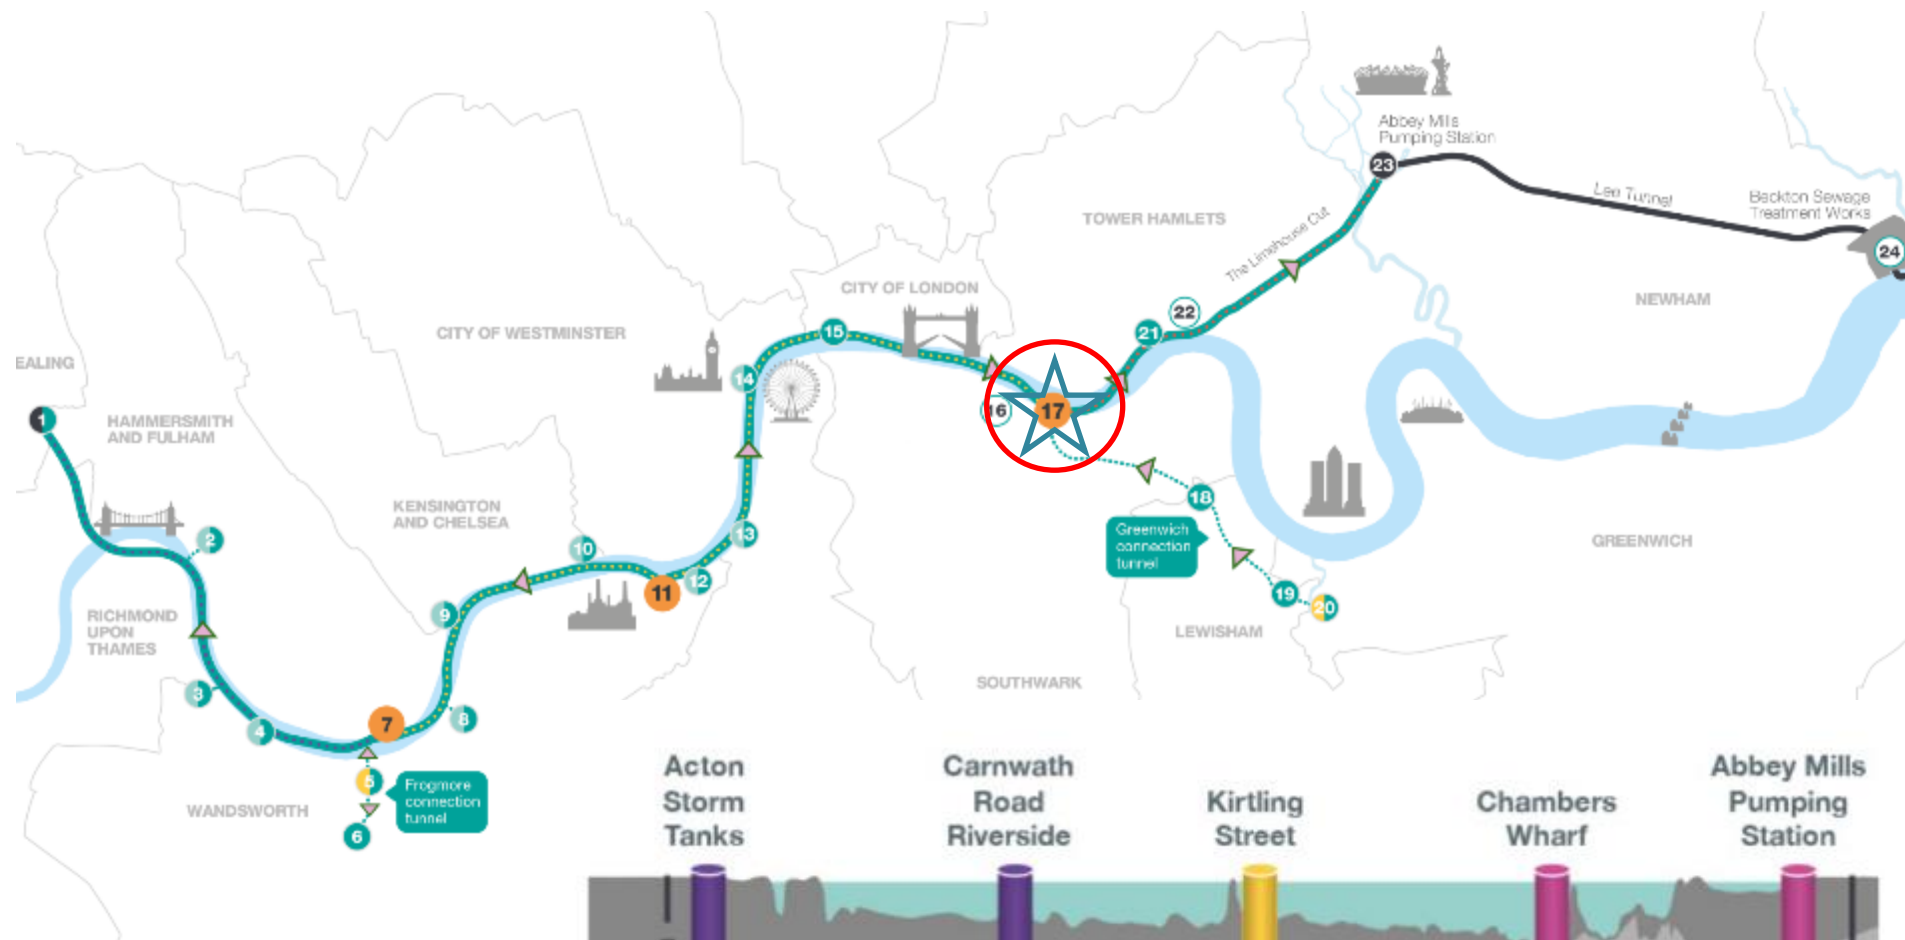 Abbey Mills
Pumping Station
23
Lee Tunnel
Beckton Sewage
Treatment Works
24
TOWER HAMLETS
The Limehouse Cut
CITY OF LONDON
NEWHAM
22
21
15
CITY OF WESTMINSTER
EALING
14
16
17
1
HAMMERSMITH
AND FULHAM
KENSINGTON
AND CHELSEA
18
Greenwich
connection
tunnel
13
2
10
GREENWICH
12
11
19
20
9
RICHMOND
UPON
THAMES
LEWISHAM
SOUTHWARK
3
8
7
4
5
Frogmore
connection
tunnel
WANDSWORTH
6
Acton
Storm
Tanks
Carnwath
Road
Riverside
Kirtling
Street
Chambers
Wharf
Abbey Mills
Pumping
Station